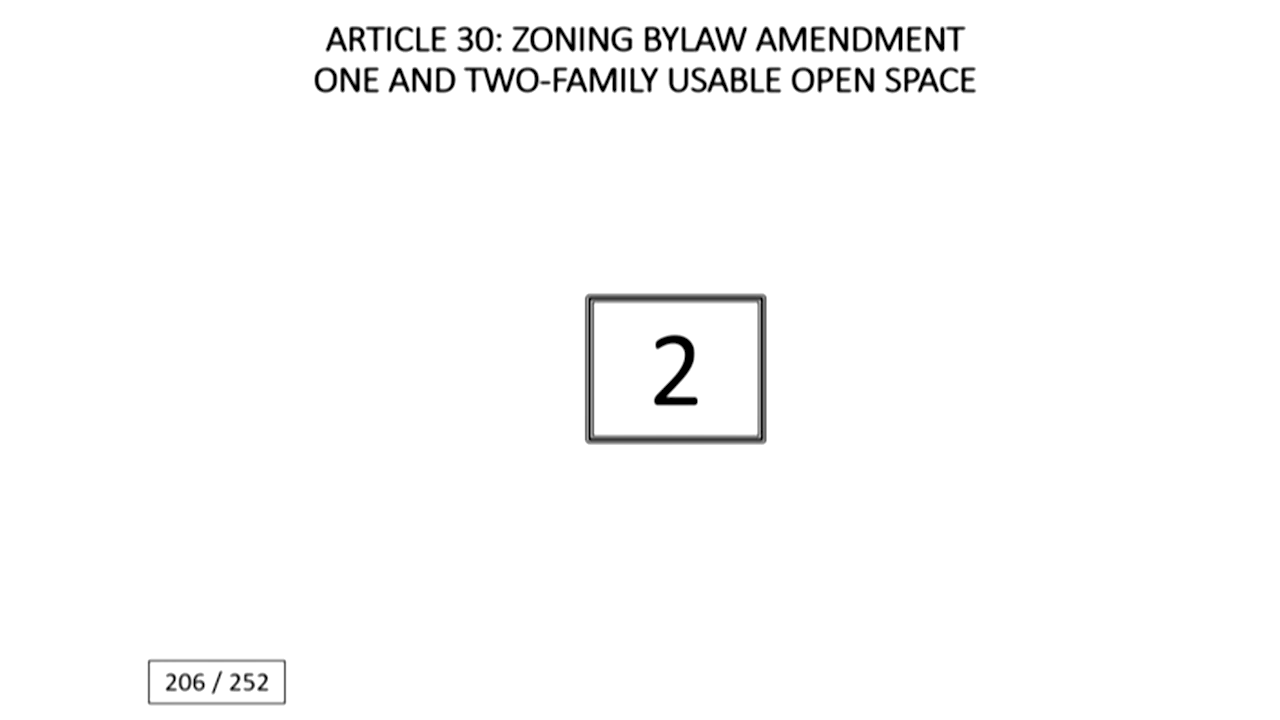 ARTICLE 30: ZONING BYLAW AMENDMENT
ONE AND TWO-FAMILY USABLE OPEN SPACE
2
206 / 252